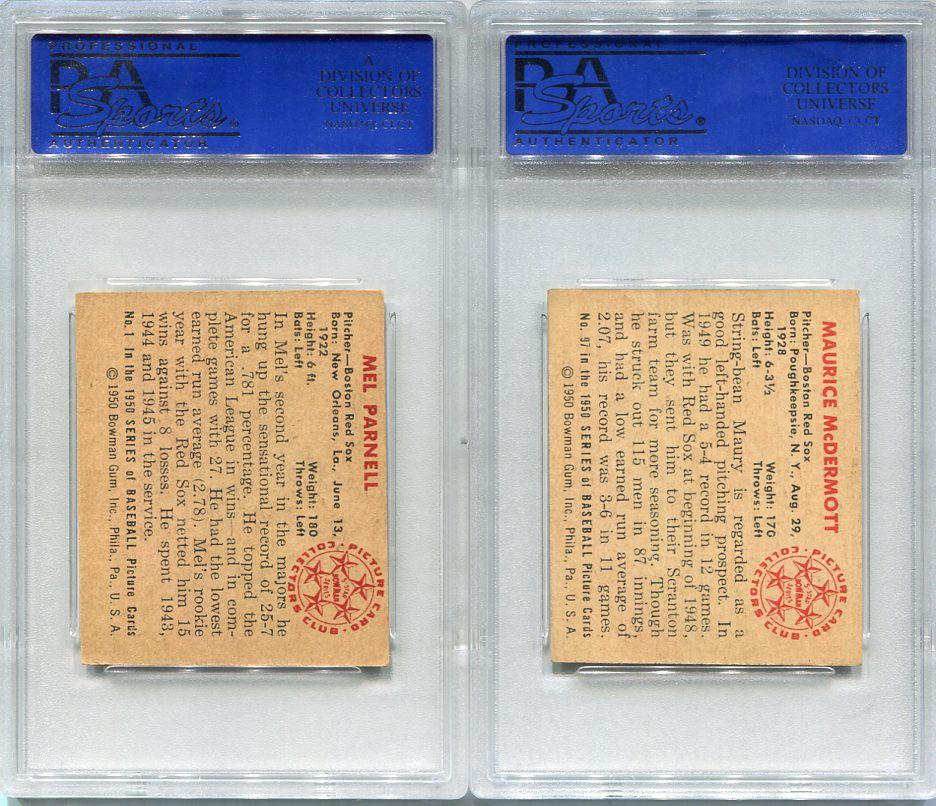 PROFESSIONAL
PSA
Sports
AUTHENTICATOR
A
DIVISION OF
COLLECTORS
UNIVERSE
NASDAQ: CLCT
MEL PARNELL
Pitcher—Boston Red Sox
Born: New Orleans, La., June 13,
1922
Height: 6 ft. Weight: 180
Bats: Left Throws: Left
In Mel's second year in the majors he
hung up the sensational record of 25-7
for a .781 percentage. He topped the
American League in wins—and in com-
plete games with 27. He had the lowest
earned run average (2.78). Mel's rookie
year with the Red Sox netted him 15
wins against 8 losses. He spent 1943,
1944 and 1945 in the service.
No. 1 in the 1950 SERIES of BASEBALL Picture Cards
© 1950 Bowman Gum, Inc., Phila., Pa., U. S. A.
PICTURE CARD
COLLECTORS CLUB
5-STAR
BOWMAN
SERIES
PROFESSIONAL
PSA
Sports®
AUTHENTICATOR
A
DIVISION OF
COLLECTORS
UNIVERSE
NASDAQ: CLCT
MAURICE McDERMOTT
Pitcher—Boston Red Sox
Born: Poughkeepsie, N. Y., Aug. 29,
1928
Height: 6-3½ Weight: 170
Bats: Left Throws: Left
String-bean Maury, is regarded as a
good left-handed pitching prospect. In
1949 he had a 5-4 record in 12 games.
Was with Red Sox at beginning of 1948,
but they sent him to their Scranton
farm team for more seasoning. Though
he struck out 115 men in 87 innings,
and had a low earned run average of
2.07, his record was 3-6 in 11 games.
No. 97 in the 1950 SERIES of BASEBALL Picture Cards
© 1950 Bowman Gum, Inc., Phila., Pa., U. S. A.
PICTURE CARD
COLLECTORS CLUB
5-STAR
BOWMAN
SERIES